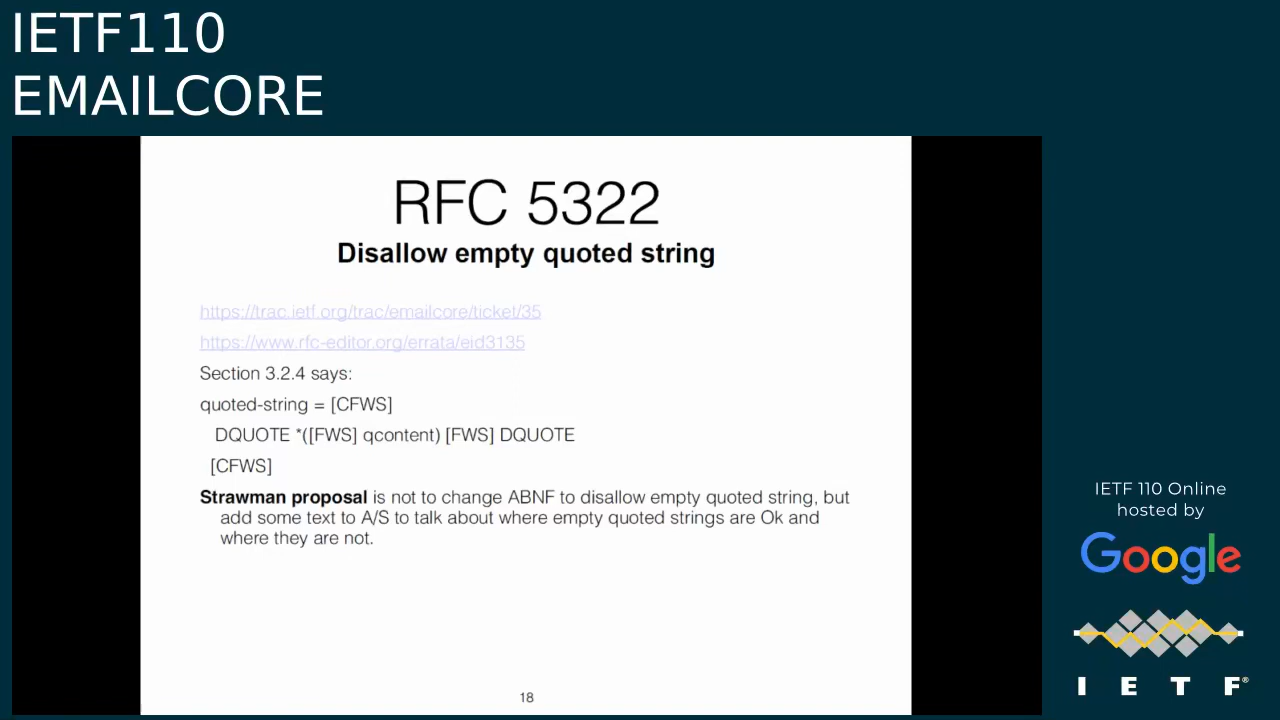 IETF110
EMAILCORE
RFC 5322
Disallow empty quoted string
https://trac.ietf.org/trac/emailcore/ticket/35
https://www.rfc-editor.org/errata/eid3135
Section 3.2.4 says:
quoted-string = [CFWS]
DQUOTE *([FWS] qcontent) [FWS] DQUOTE
[CFWS]
Strawman proposal is not to change ABNF to disallow empty quoted string, but
add some text to A/S to talk about where empty quoted strings are Ok and
where they are not.
18
IETF 110 Online
hosted by
Google
I E T F®